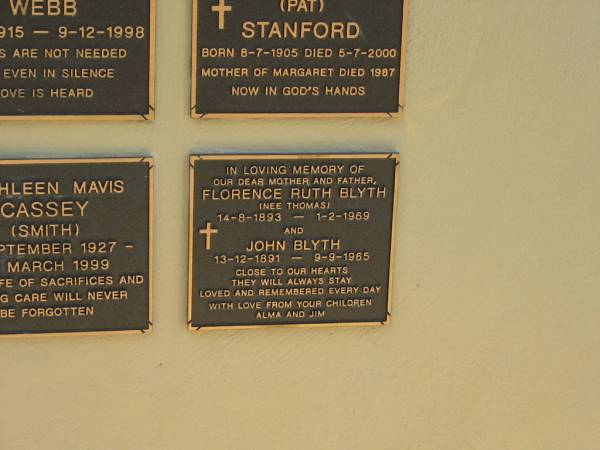 WEBB
915 — 9-12-1998
S ARE NOT NEEDED
EVEN IN SILENCE
OVE IS HEARD
(PAT)
STANFORD
BORN 8-7-1905 DIED 5-7-2000
MOTHER OF MARGARET DIED 1987
NOW IN GOD'S HANDS
HLEEN MAVIS
CASSEY
(SMITH)
EPTEMBER 1927 –
MARCH 1999
FE OF SACRIFICES AND
G CARE WILL NEVER
BE FORGOTTEN
IN LOVING MEMORY OF
OUR DEAR MOTHER AND FATHER,
FLORENCE RUTH BLYTH
(NEE THOMAS)
14-8-1893 — 1-2-1969
AND
JOHN BLYTH
13-12-1891 — 9-9-1965
CLOSE TO OUR HEARTS
THEY WILL ALWAYS STAY
LOVED AND REMEMBERED EVERY DAY
WITH LOVE FROM YOUR CHILDREN
ALMA AND JIM